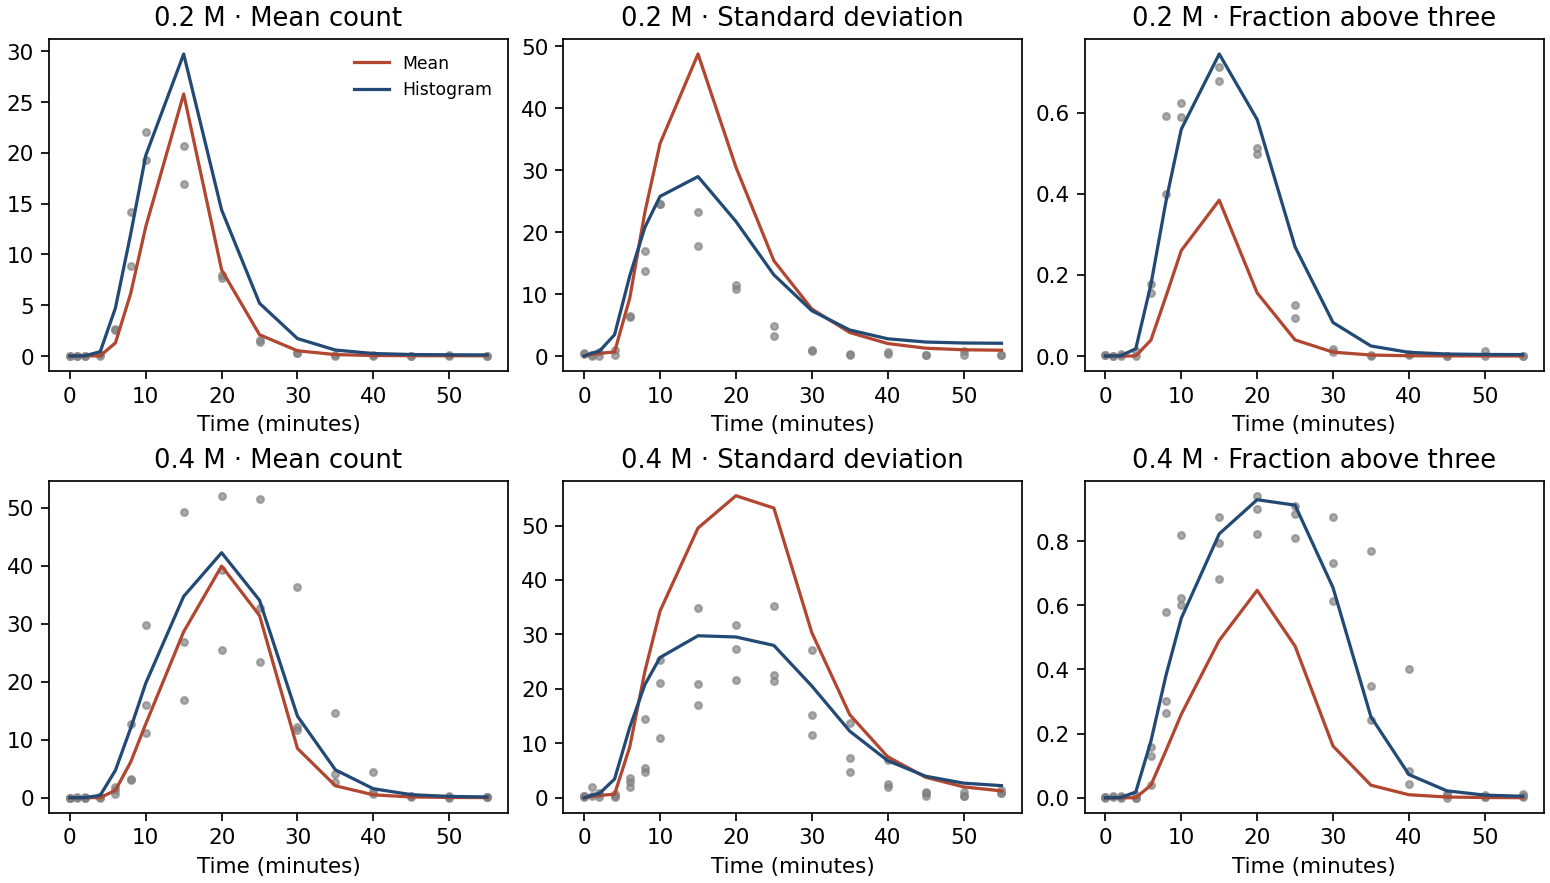 0.2 M · Mean count
0.2 M · Standard deviation
0.2 M · Fraction above three
30
25
20
15
10
5
0
Mean
Histogram
0 10 20 30 40 50
Time (minutes)
50
40
30
20
10
0
0 10 20 30 40 50
Time (minutes)
0.6
0.4
0.2
0.0
0 10 20 30 40 50
Time (minutes)
0.4 M · Mean count
0.4 M · Standard deviation
0.4 M · Fraction above three
50
40
30
20
10
0
0 10 20 30 40 50
Time (minutes)
50
40
30
20
10
0
0 10 20 30 40 50
Time (minutes)
0.8
0.6
0.4
0.2
0.0
0 10 20 30 40 50
Time (minutes)